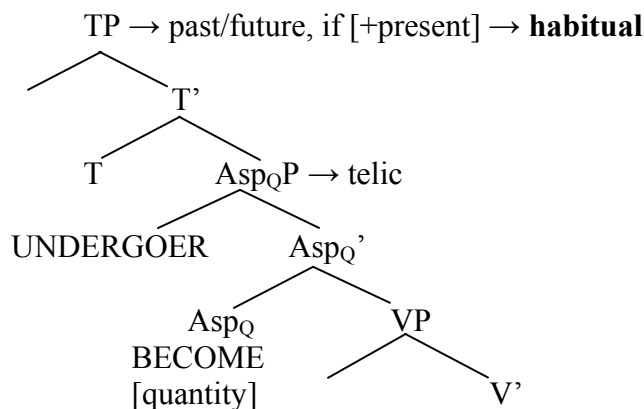 TP → past/future, if [+present] → habitual
T’
T AspQP → telic
UNDERGOER AspQ’
AspQ VP
BECOME
[quantity] V’